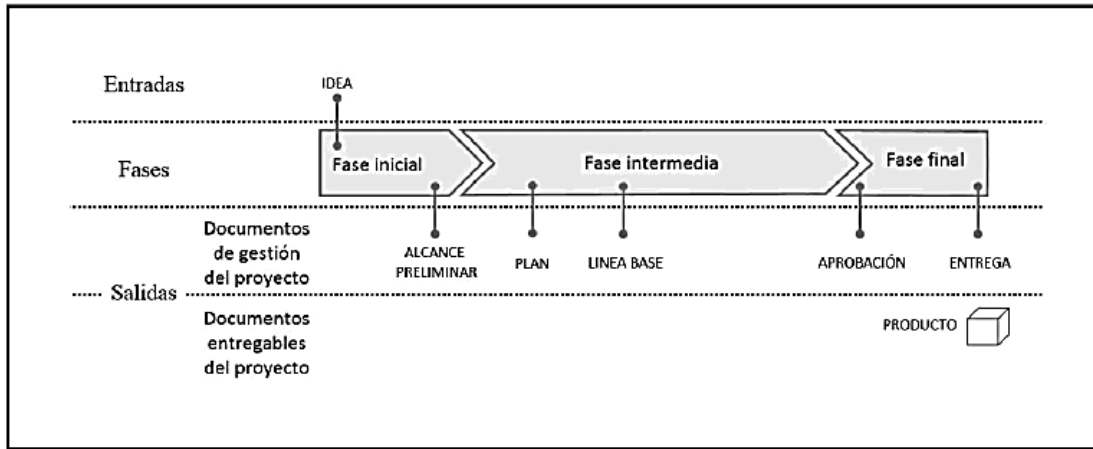 Entradas
IDEA
Fases
Fase inicial
Fase intermedia
Fase final
Documentos
de gestión
del proyecto
ALCANCE
PRELIMINAR
PLAN
LINEA BASE
APROBACIÓN
ENTREGA
Salidas
Documentos
entregables
del proyecto
PRODUCTO